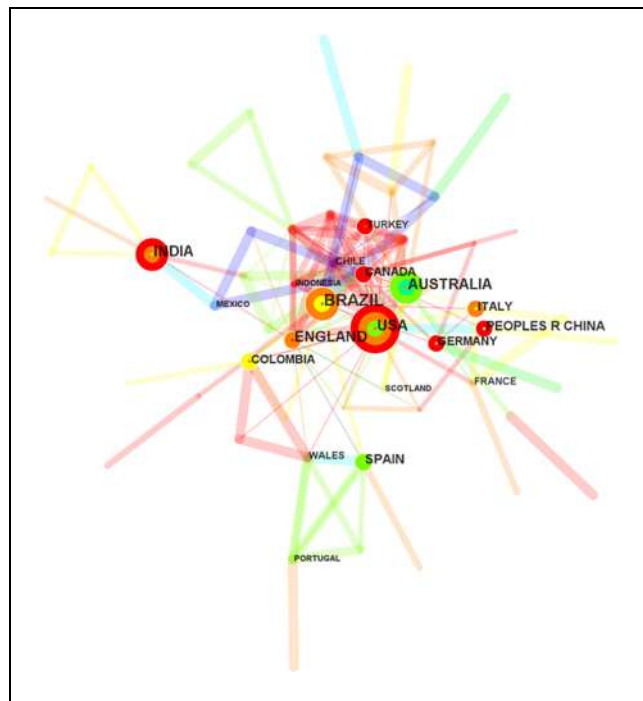 TURKEY
INDIA
CHILE
CANADA
INDONESIA
AUSTRALIA
MEXICO
BRAZIL
ITALY
USA
PEOPLES R CHINA
ENGLAND
GERMANY
COLOMBIA
FRANCE
SCOTLAND
WALES
SPAIN
PORTUGAL